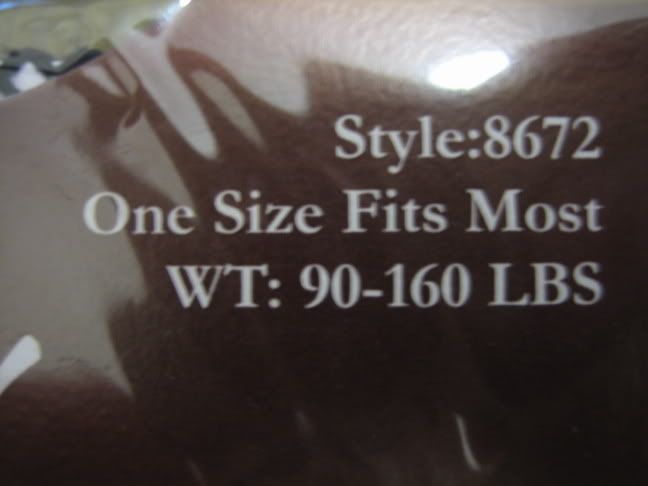 Style:8672
One Size Fits Most
WT: 90-160 LBS